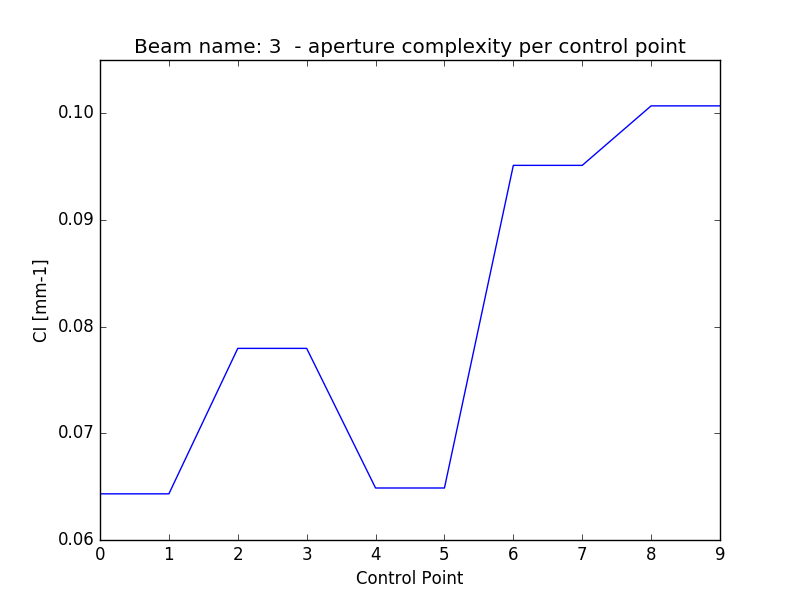 Beam name: 3  - aperture complexity per control point
0.10
0.09
0.08
0.07
0.06
CI [mm-1]
0 1 2 3 4 5 6 7 8 9
Control Point